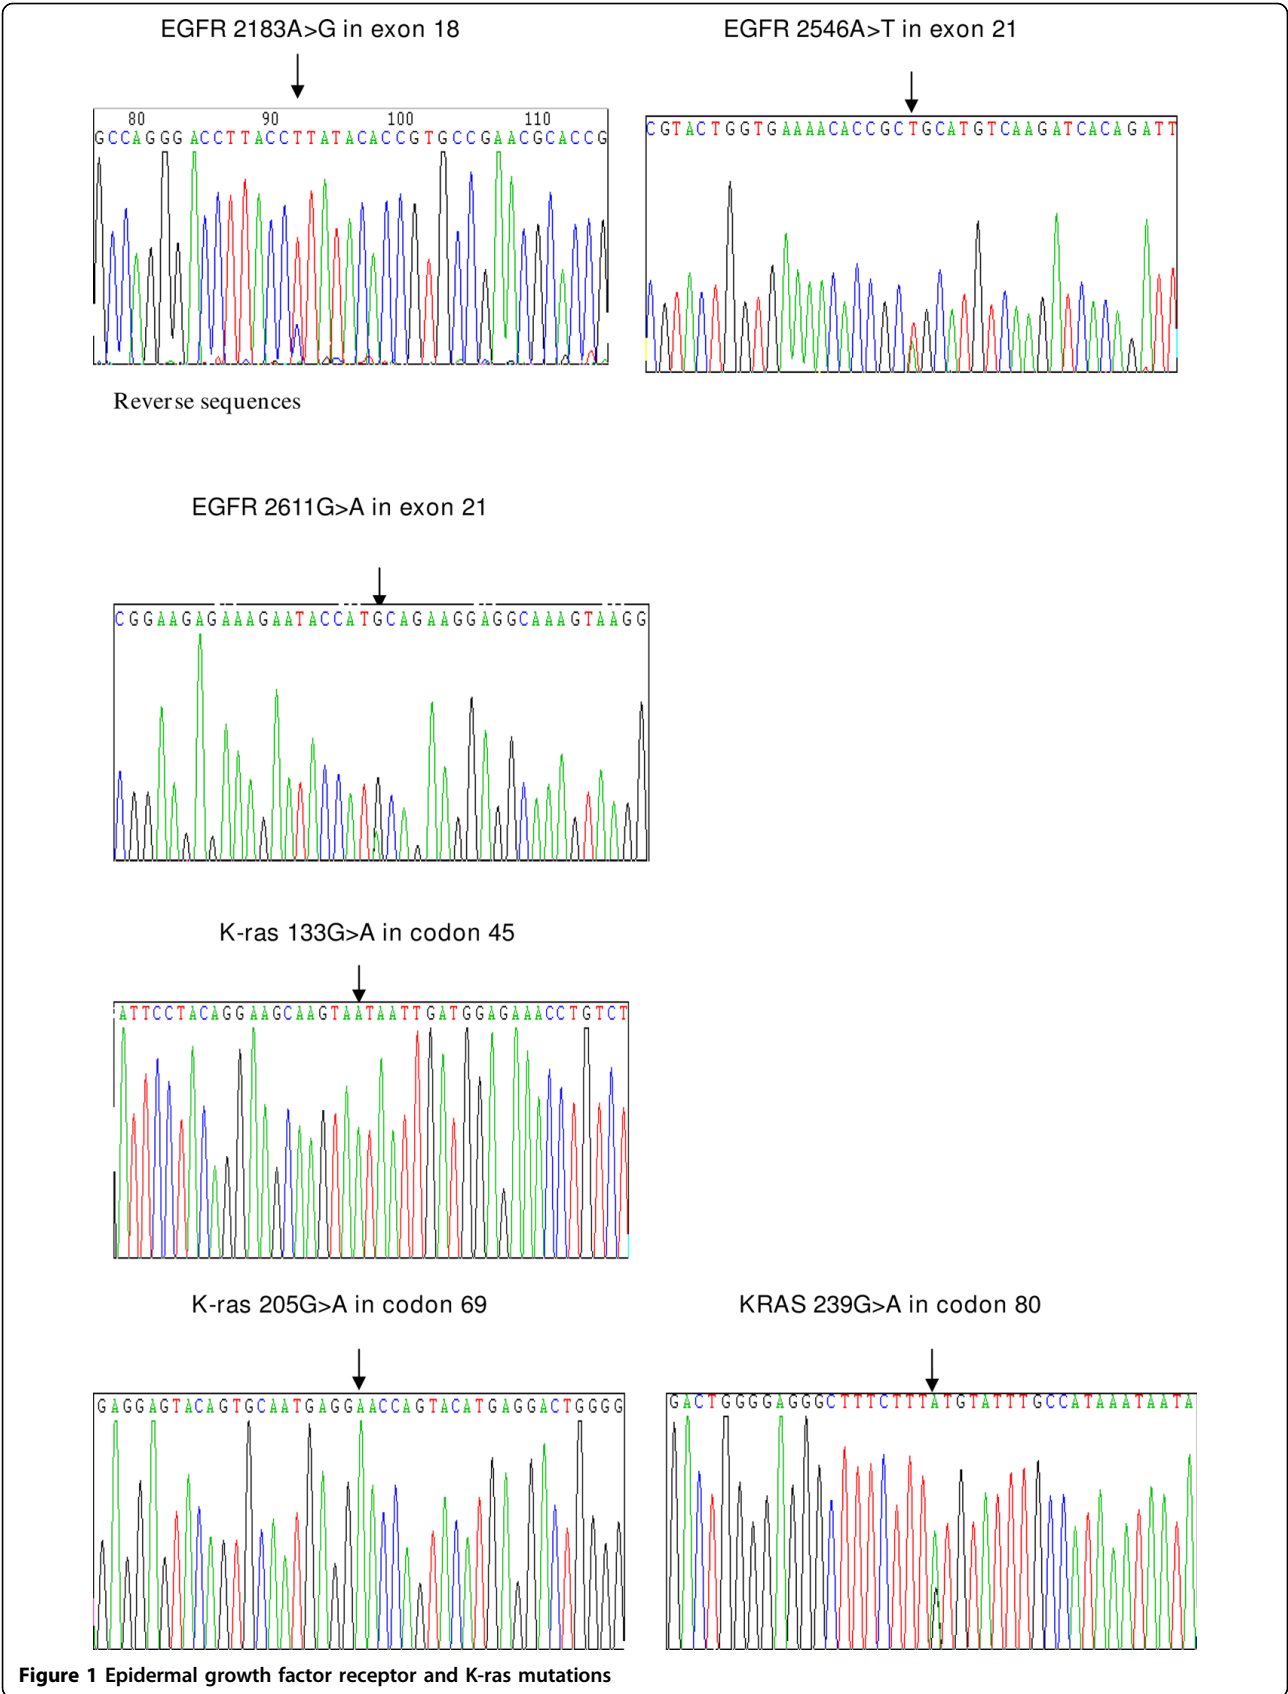 EGFR 2183A>G in exon 18
EGFR 2546A>T in exon 21
80 90 100 110
GCCAGGGACCTTACCTTATACACCGTGCCGAACGCACCG
CGTACTGGTGAAAACACCGCTGCATGTCAAGATCACAGATT
Reverse sequences
EGFR 2611G>A in exon 21
CGGAAGAGAAAGAATACCATGCAGAAGGAGGCAAAGTAAGG
K-ras 133G>A in codon 45
ATTCCTACAGGAAGCAAGTAATAATTGATGGAGAAACCTGTCT
K-ras 205G>A in codon 69
KRAS 239G>A in codon 80
GAGGAGTACAGTGCAATGAGGAACCAGTACATGAGGACTGGGG
GACTGGGGAGGGCTTTCTTTATGTATTTGCCATAAATAATA
Figure 1 Epidermal growth factor receptor and K-ras mutations